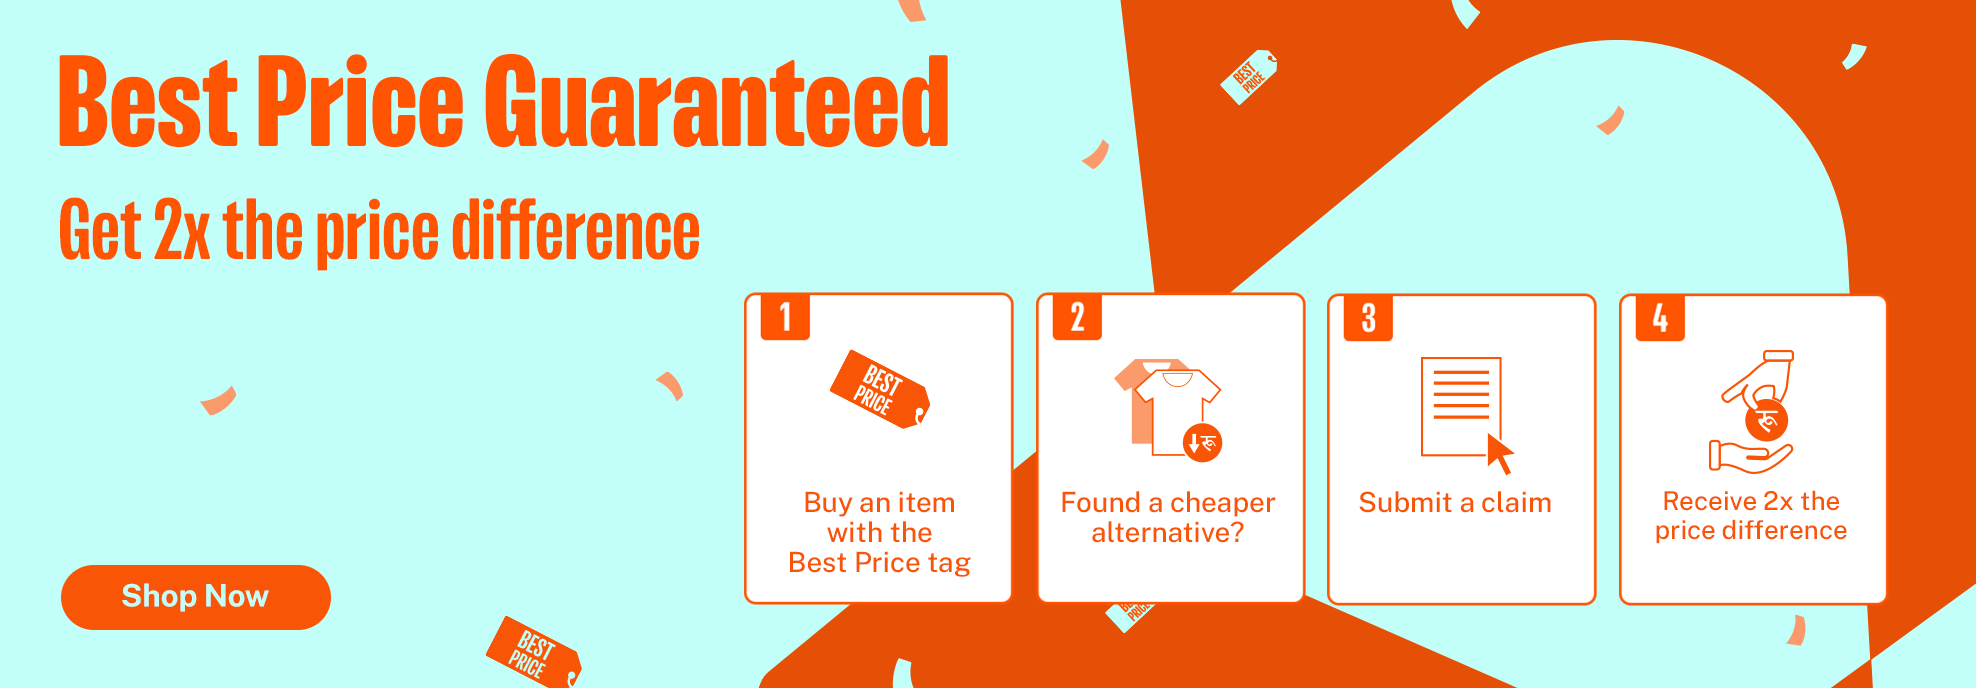 Best Price Guaranteed
Get 2x the price difference
BEST
PRICE
1
BEST
PRICE
Buy an item
with the
Best Price tag
2
रू
Found a cheaper
alternative?
3
Submit a claim
4
रू
Receive 2x the
price difference
Shop Now
BEST
PRICE
BEST
PRICE